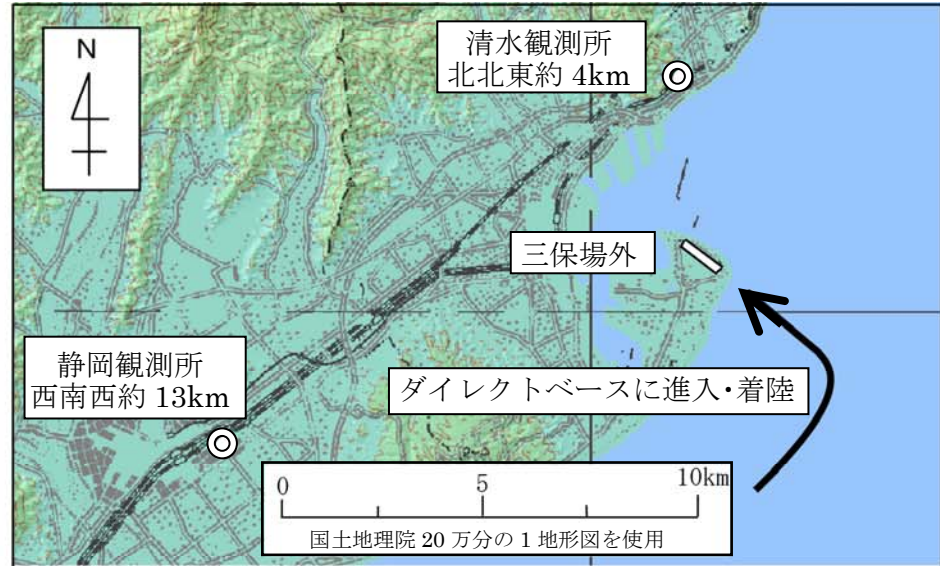 N
清水観測所
北北東約 4km
三保場外
静岡観測所
西南西約 13km
ダイレクトベースに進入・着陸
0 5 10km
国土地理院 20 万分の 1 地形図を使用